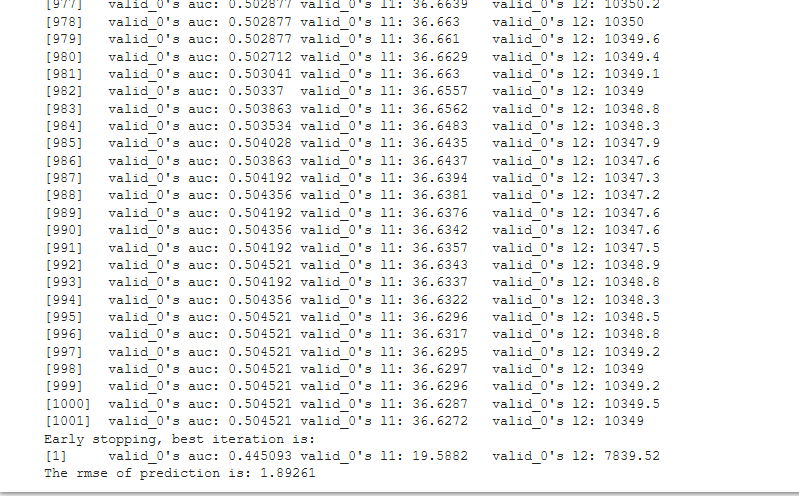 [977] valid_0's auc: 0.502877 valid_0's l1: 36.6639 valid_0's l2: 10350.2
[978] valid_0's auc: 0.502877 valid_0's l1: 36.663 valid_0's l2: 10350
[979] valid_0's auc: 0.502877 valid_0's l1: 36.661 valid_0's l2: 10349.6
[980] valid_0's auc: 0.502712 valid_0's l1: 36.6629 valid_0's l2: 10349.4
[981] valid_0's auc: 0.503041 valid_0's l1: 36.663 valid_0's l2: 10349.1
[982] valid_0's auc: 0.50337 valid_0's l1: 36.6557 valid_0's l2: 10349
[983] valid_0's auc: 0.503863 valid_0's l1: 36.6562 valid_0's l2: 10348.8
[984] valid_0's auc: 0.503534 valid_0's l1: 36.6483 valid_0's l2: 10348.3
[985] valid_0's auc: 0.504028 valid_0's l1: 36.6435 valid_0's l2: 10347.9
[986] valid_0's auc: 0.503863 valid_0's l1: 36.6437 valid_0's l2: 10347.6
[987] valid_0's auc: 0.504192 valid_0's l1: 36.6394 valid_0's l2: 10347.3
[988] valid_0's auc: 0.504356 valid_0's l1: 36.6381 valid_0's l2: 10347.2
[989] valid_0's auc: 0.504192 valid_0's l1: 36.6376 valid_0's l2: 10347.6
[990] valid_0's auc: 0.504356 valid_0's l1: 36.6342 valid_0's l2: 10347.6
[991] valid_0's auc: 0.504192 valid_0's l1: 36.6357 valid_0's l2: 10347.5
[992] valid_0's auc: 0.504521 valid_0's l1: 36.6343 valid_0's l2: 10348.9
[993] valid_0's auc: 0.504192 valid_0's l1: 36.6337 valid_0's l2: 10348.8
[994] valid_0's auc: 0.504356 valid_0's l1: 36.6322 valid_0's l2: 10348.3
[995] valid_0's auc: 0.504521 valid_0's l1: 36.6296 valid_0's l2: 10348.5
[996] valid_0's auc: 0.504521 valid_0's l1: 36.6317 valid_0's l2: 10348.8
[997] valid_0's auc: 0.504521 valid_0's l1: 36.6295 valid_0's l2: 10349.2
[998] valid_0's auc: 0.504521 valid_0's l1: 36.6297 valid_0's l2: 10349
[999] valid_0's auc: 0.504521 valid_0's l1: 36.6296 valid_0's l2: 10349.2
[1000] valid_0's auc: 0.504521 valid_0's l1: 36.6287 valid_0's l2: 10349.5
[1001] valid_0's auc: 0.504521 valid_0's l1: 36.6272 valid_0's l2: 10349
Early stopping, best iteration is:
[1] valid_0's auc: 0.445093 valid_0's l1: 19.5882 valid_0's l2: 7839.52
The rmse of prediction is: 1.89261